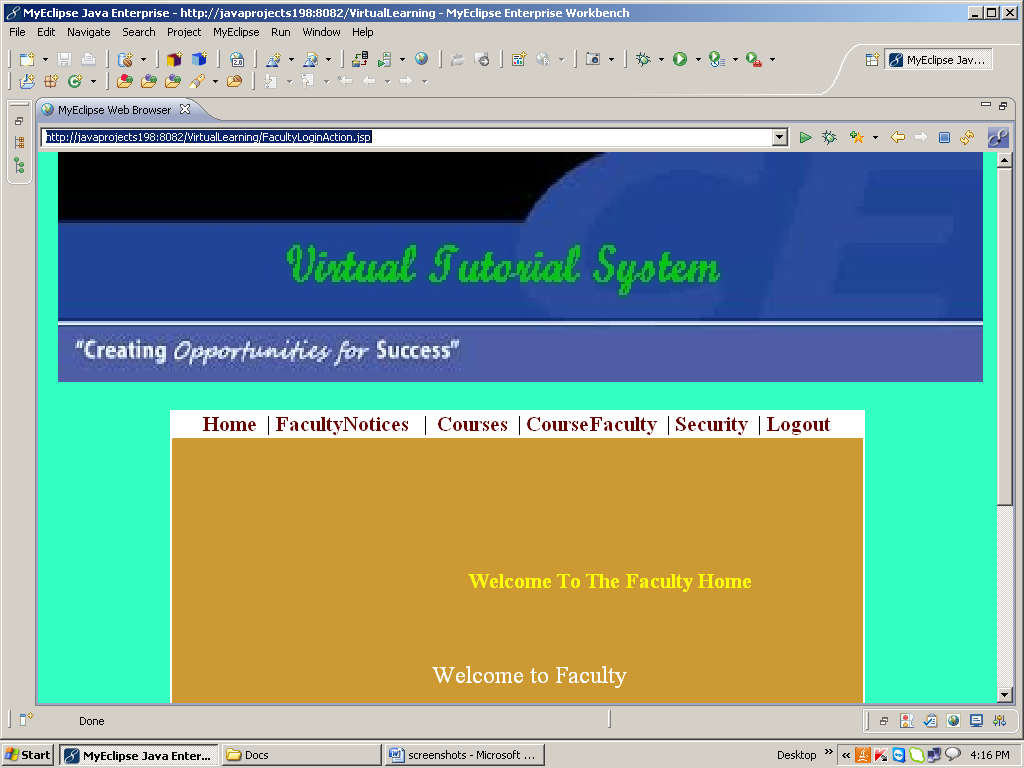 MyEclipse Java Enterprise - http://javaprojects198:8082/VirtualLearning - MyEclipse Enterprise Workbench
File Edit Navigate Search Project MyEclipse Run Window Help
2.0
MyEclipse Jav...
MyEclipse Web Browser
http://javaprojects198:8082/VirtualLearning/FacultyLoginAction.jsp
CE
Virtual Tutorial System
"Creating Opportunities for Success"
Home | FacultyNotices | Courses | CourseFaculty | Security | Logout
Welcome To The Faculty Home
Welcome to Faculty
Done
Start MyEclipse Java Enter... Docs screenshots - Microsoft ... Desktop » « 4:16 PM